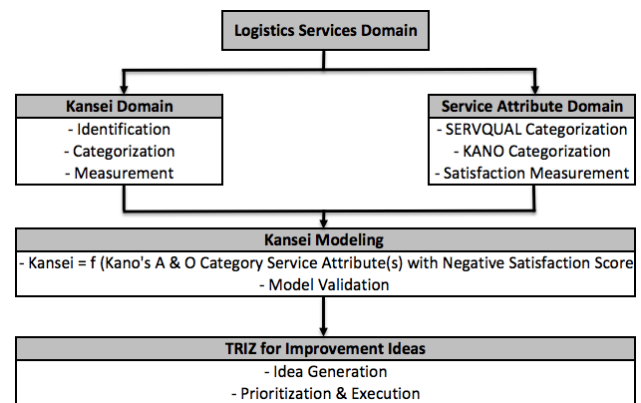 Logistics Services Domain
Kansei Domain
- Identification
- Categorization
- Measurement
Service Attribute Domain
- SERVQUAL Categorization
- KANO Categorization
- Satisfaction Measurement
Kansei Modeling
- Kansei = f (Kano's A & O Category Service Attribute(s) with Negative Satisfaction Score
- Model Validation
TRIZ for Improvement Ideas
- Idea Generation
- Prioritization & Execution